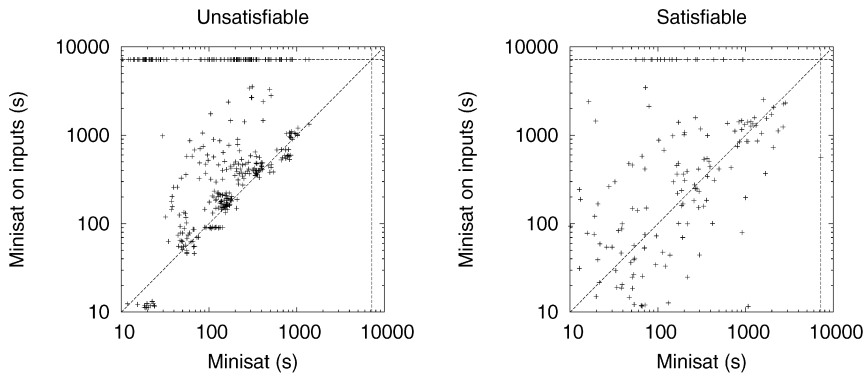 Unsatisfiable
10000
1000
100
10
10 100 1000 10000
Minisat on inputs (s)
Minisat (s)
Satisfiable
10000
1000
100
10
10 100 1000 10000
Minisat on inputs (s)
Minisat (s)